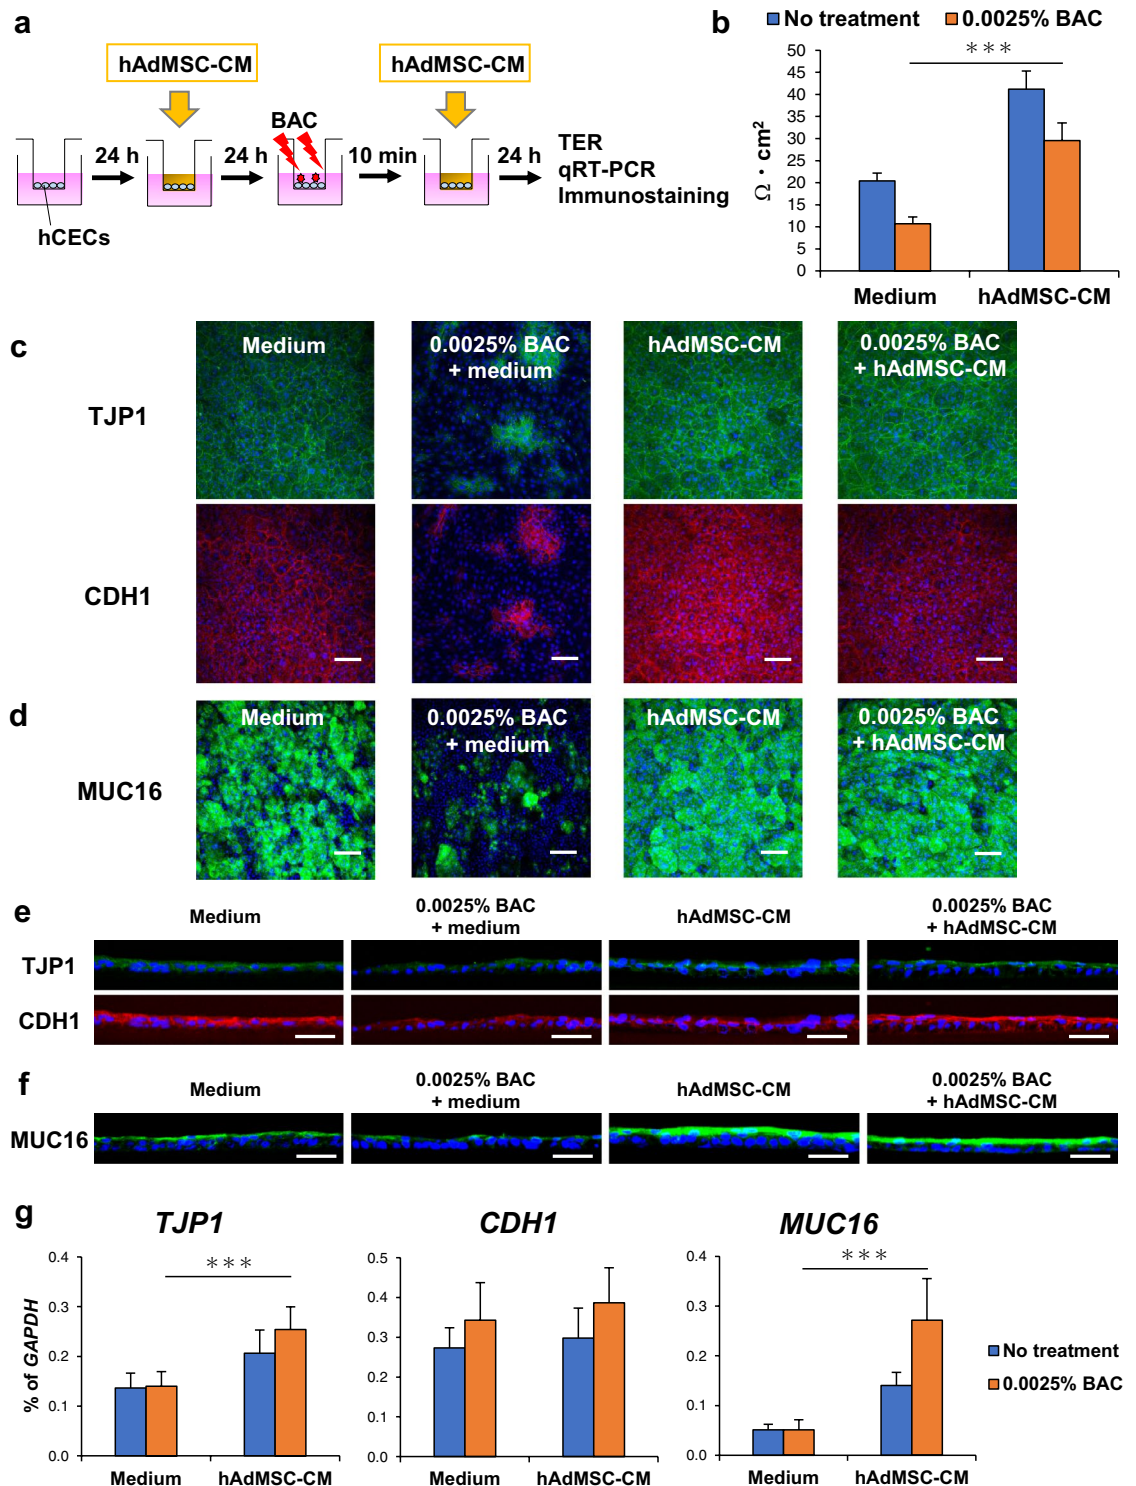 a
hAdMSC-CM
hAdMSC-CM
BAC
24 h
24 h
10 min
24 h
TER
qRT-PCR
Immunostaining
hCECs
b
No treatment
0.0025% BAC
***
50
45
40
35
30
25
20
15
10
5
0
Ω・cm²
Medium
hAdMSC-CM
c
Medium
0.0025% BAC
+ medium
hAdMSC-CM
0.0025% BAC
+ hAdMSC-CM
TJP1
CDH1
d
Medium
0.0025% BAC
+ medium
hAdMSC-CM
0.0025% BAC
+ hAdMSC-CM
MUC16
e
Medium
0.0025% BAC
+ medium
hAdMSC-CM
0.0025% BAC
+ hAdMSC-CM
TJP1
CDH1
f
Medium
0.0025% BAC
+ medium
hAdMSC-CM
0.0025% BAC
+ hAdMSC-CM
MUC16
g
TJP1
***
0.4
0.3
0.2
0.1
0.0
% of GAPDH
Medium
hAdMSC-CM
CDH1
0.5
0.4
0.3
0.2
0.1
0.0
Medium
hAdMSC-CM
MUC16
***
0.4
0.3
0.2
0.1
0.0
Medium
hAdMSC-CM
No treatment
0.0025% BAC